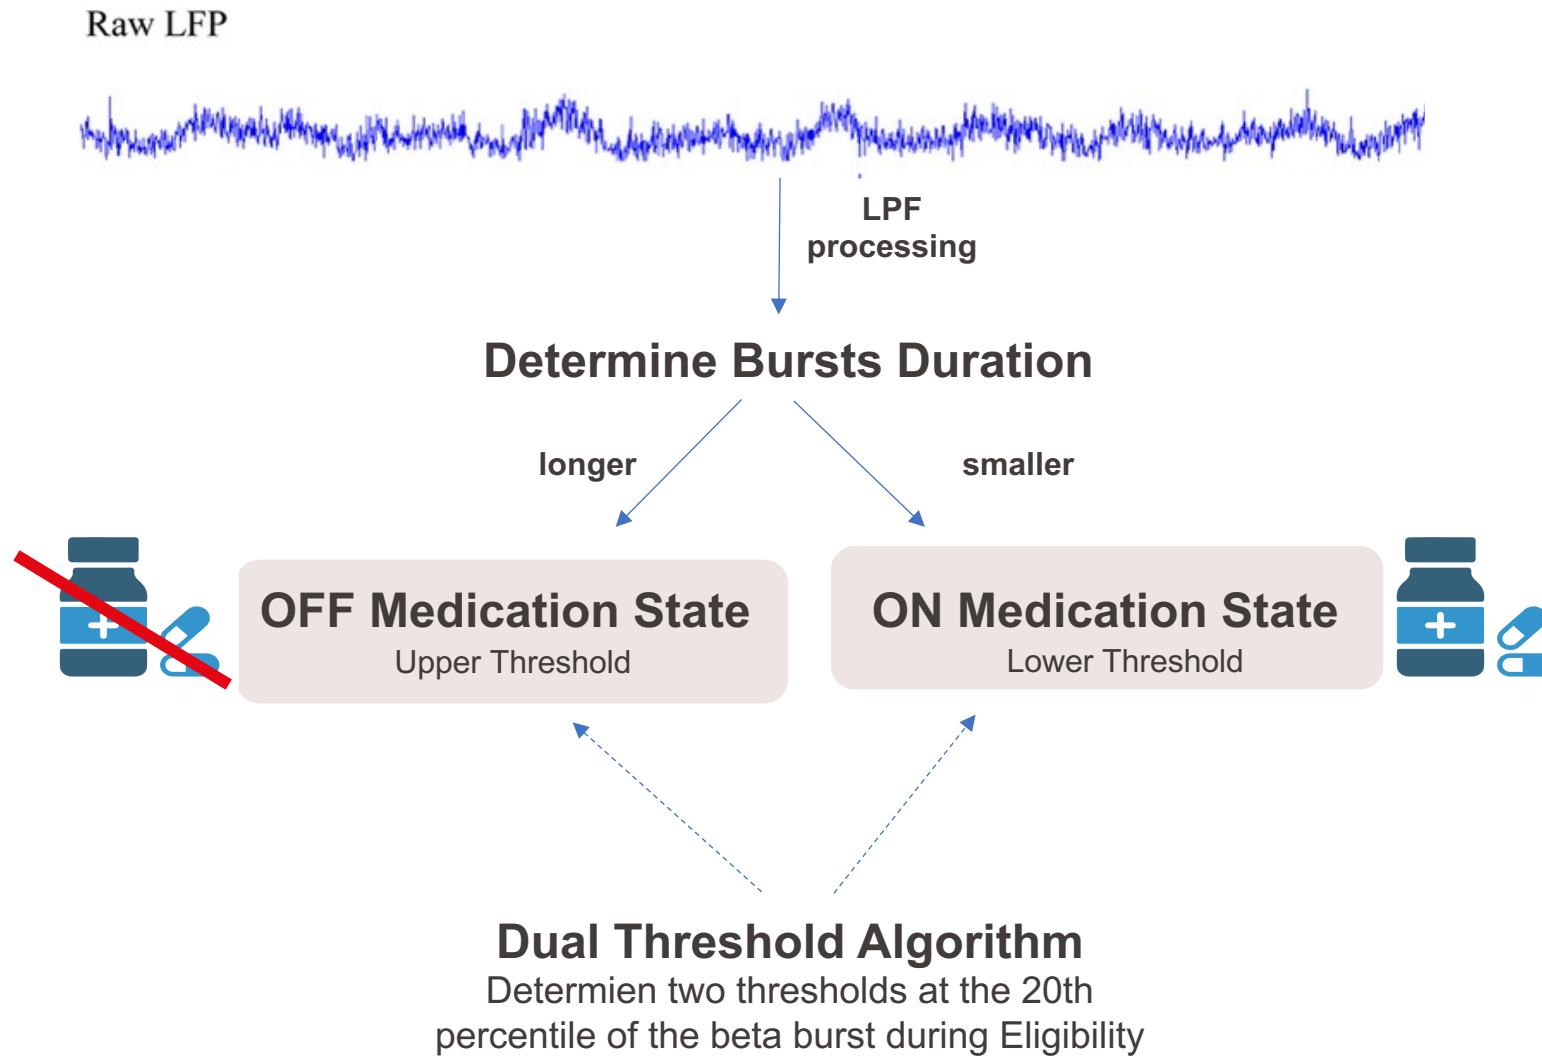 Raw LFP
LPF
processing
Determine Bursts Duration
longer
smaller
OFF Medication State
Upper Threshold
ON Medication State
Lower Threshold
Dual Threshold Algorithm
Determien two thresholds at the 20th
percentile of the beta burst during Eligibility